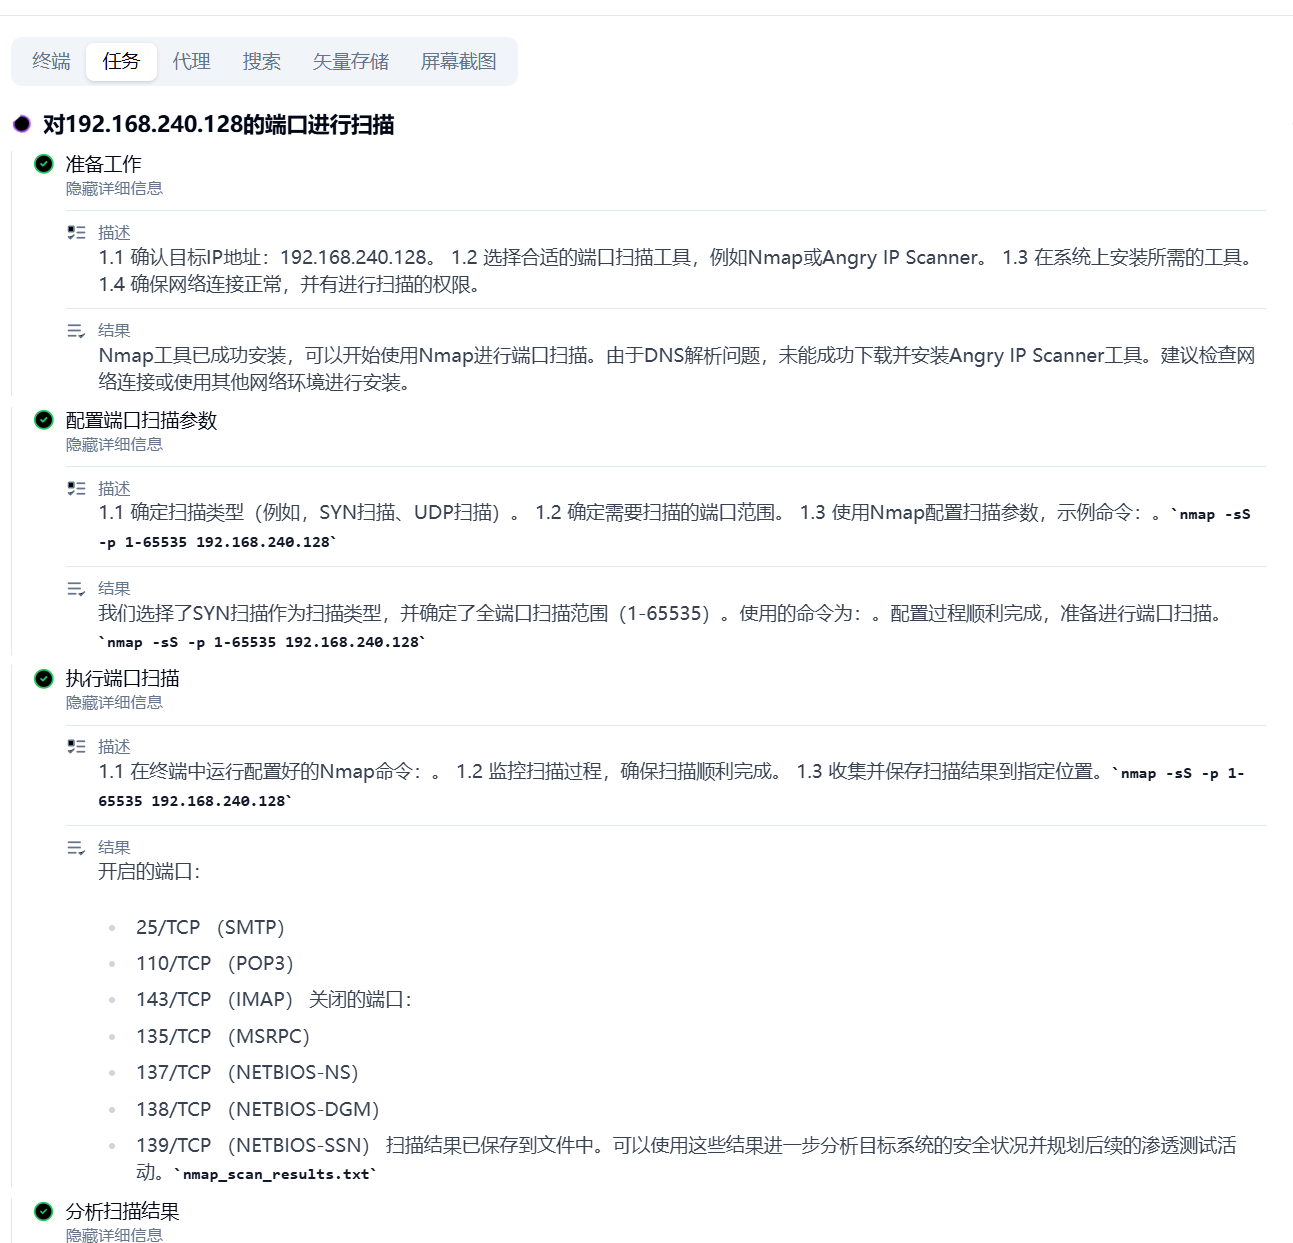 终端 任务 代理 搜索 矢量存储 屏幕截图
对192.168.240.128的端口进行扫描
准备工作
隐藏详细信息
描述
1.1 确认目标IP地址：192.168.240.128。 1.2 选择合适的端口扫描工具，例如Nmap或Angry IP Scanner。 1.3 在系统上安装所需的工具。
1.4 确保网络连接正常，并有进行扫描的权限。
结果
Nmap工具已成功安装，可以开始使用Nmap进行端口扫描。由于DNS解析问题，未能成功下载并安装Angry IP Scanner工具。建议检查网
络连接或使用其他网络环境进行安装。
配置端口扫描参数
隐藏详细信息
描述
1.1 确定扫描类型（例如，SYN扫描、UDP扫描）。 1.2 确定需要扫描的端口范围。 1.3 使用Nmap配置扫描参数，示例命令：。`nmap -sS
-p 1-65535 192.168.240.128`
结果
我们选择了SYN扫描作为扫描类型，并确定了全端口扫描范围（1-65535）。使用的命令为：。配置过程顺利完成，准备进行端口扫描。
`nmap -sS -p 1-65535 192.168.240.128`
执行端口扫描
隐藏详细信息
描述
1.1 在终端中运行配置好的Nmap命令：。 1.2 监控扫描过程，确保扫描顺利完成。 1.3 收集并保存扫描结果到指定位置。`nmap -sS -p 1-
65535 192.168.240.128`
结果
开启的端口：
25/TCP （SMTP）
110/TCP （POP3）
143/TCP （IMAP） 关闭的端口：
135/TCP （MSRPC）
137/TCP （NETBIOS-NS）
138/TCP （NETBIOS-DGM）
139/TCP （NETBIOS-SSN） 扫描结果已保存到文件中。可以使用这些结果进一步分析目标系统的安全状况并规划后续的渗透测试活
动。`nmap_scan_results.txt`
分析扫描结果
隐藏详细信息